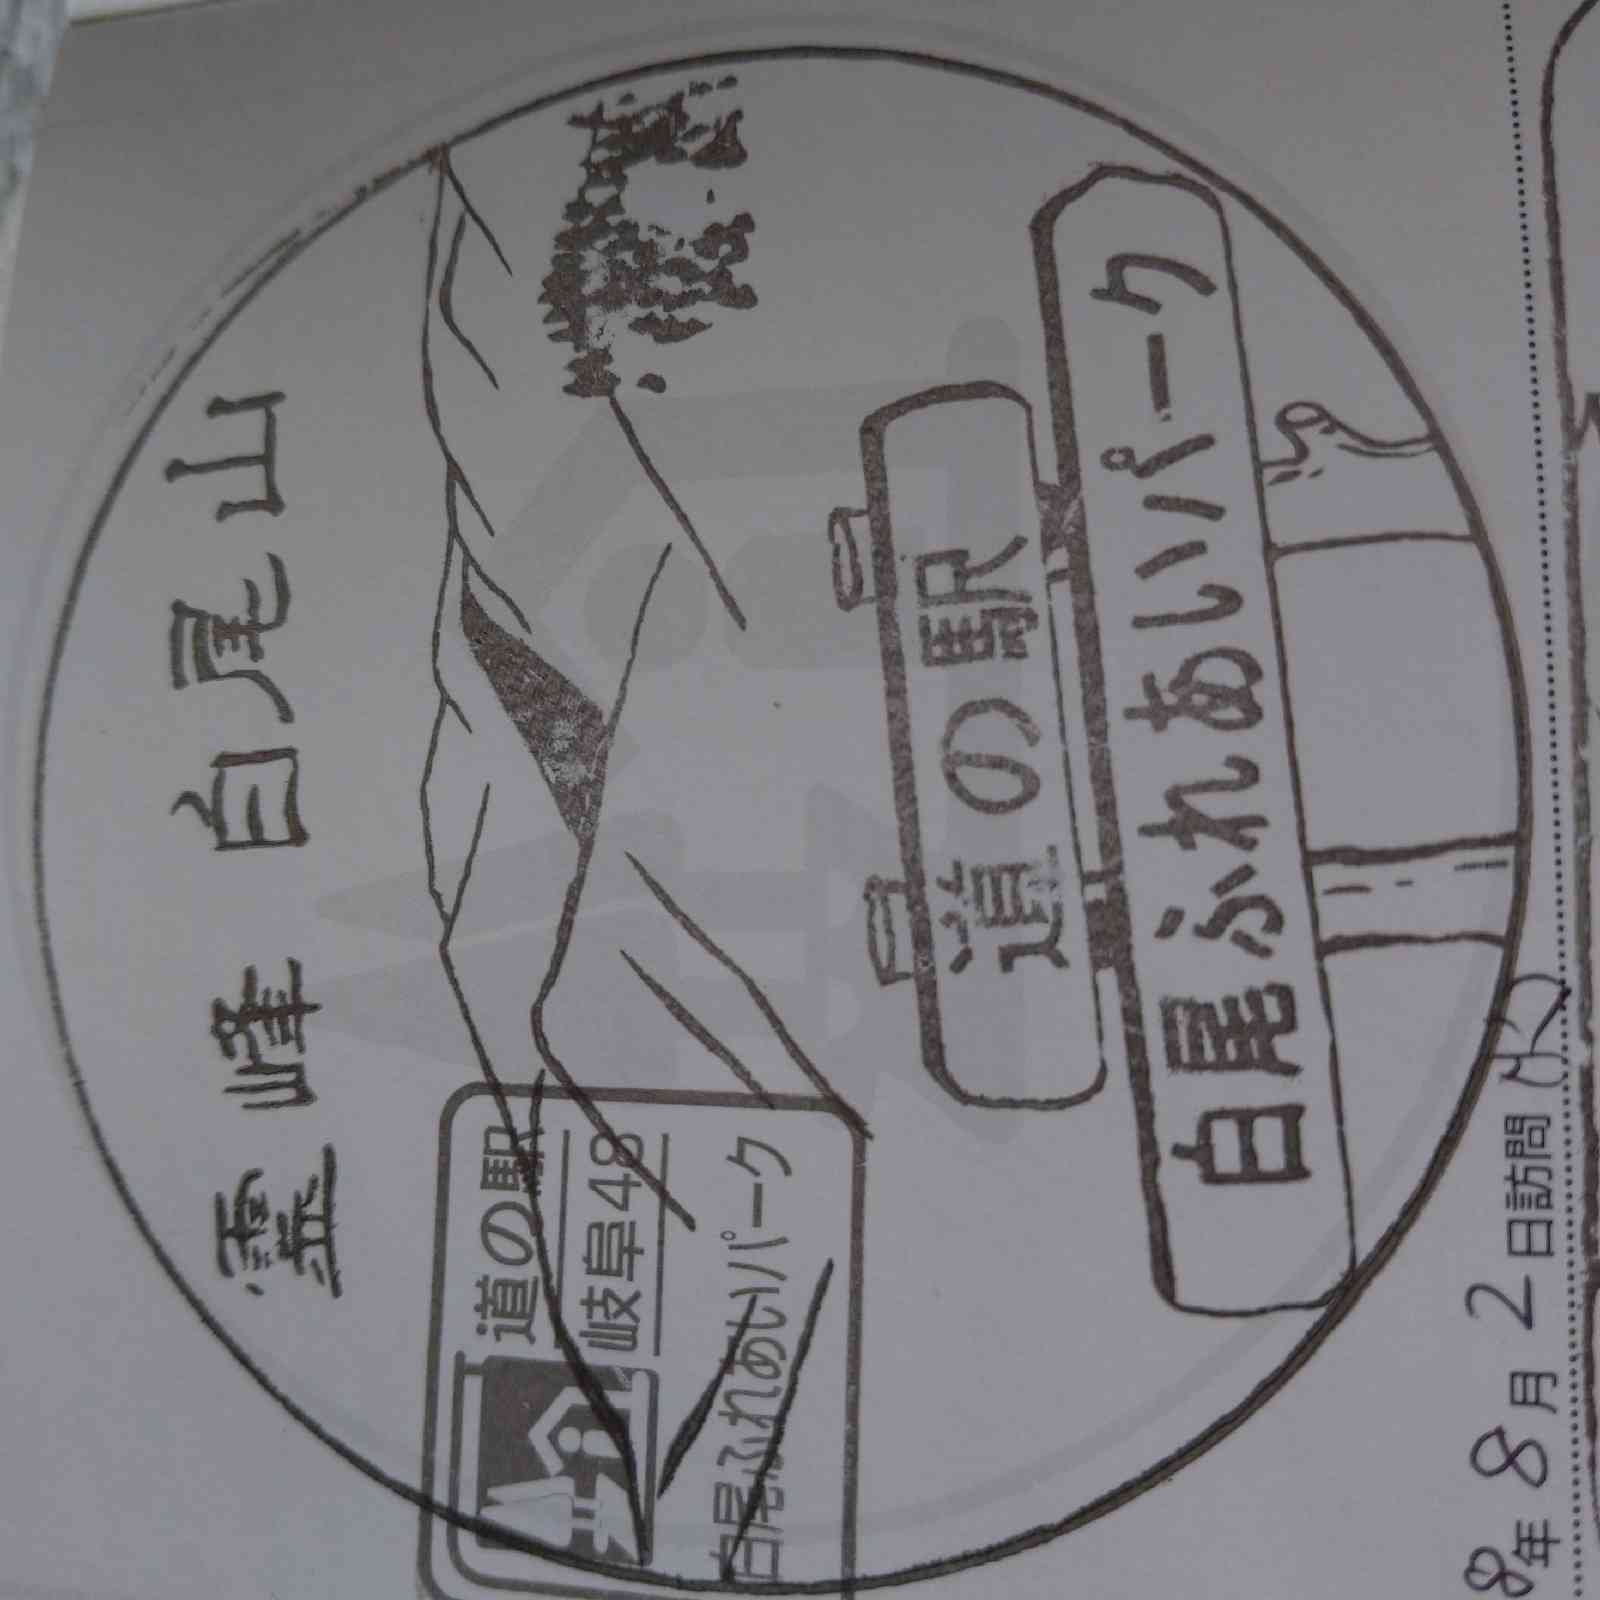 霊峰 白尾山
道の駅
白尾ふれあいパーク
道の駅
岐阜48
白尾ふれあいパーク
8年8月2日訪問(水)